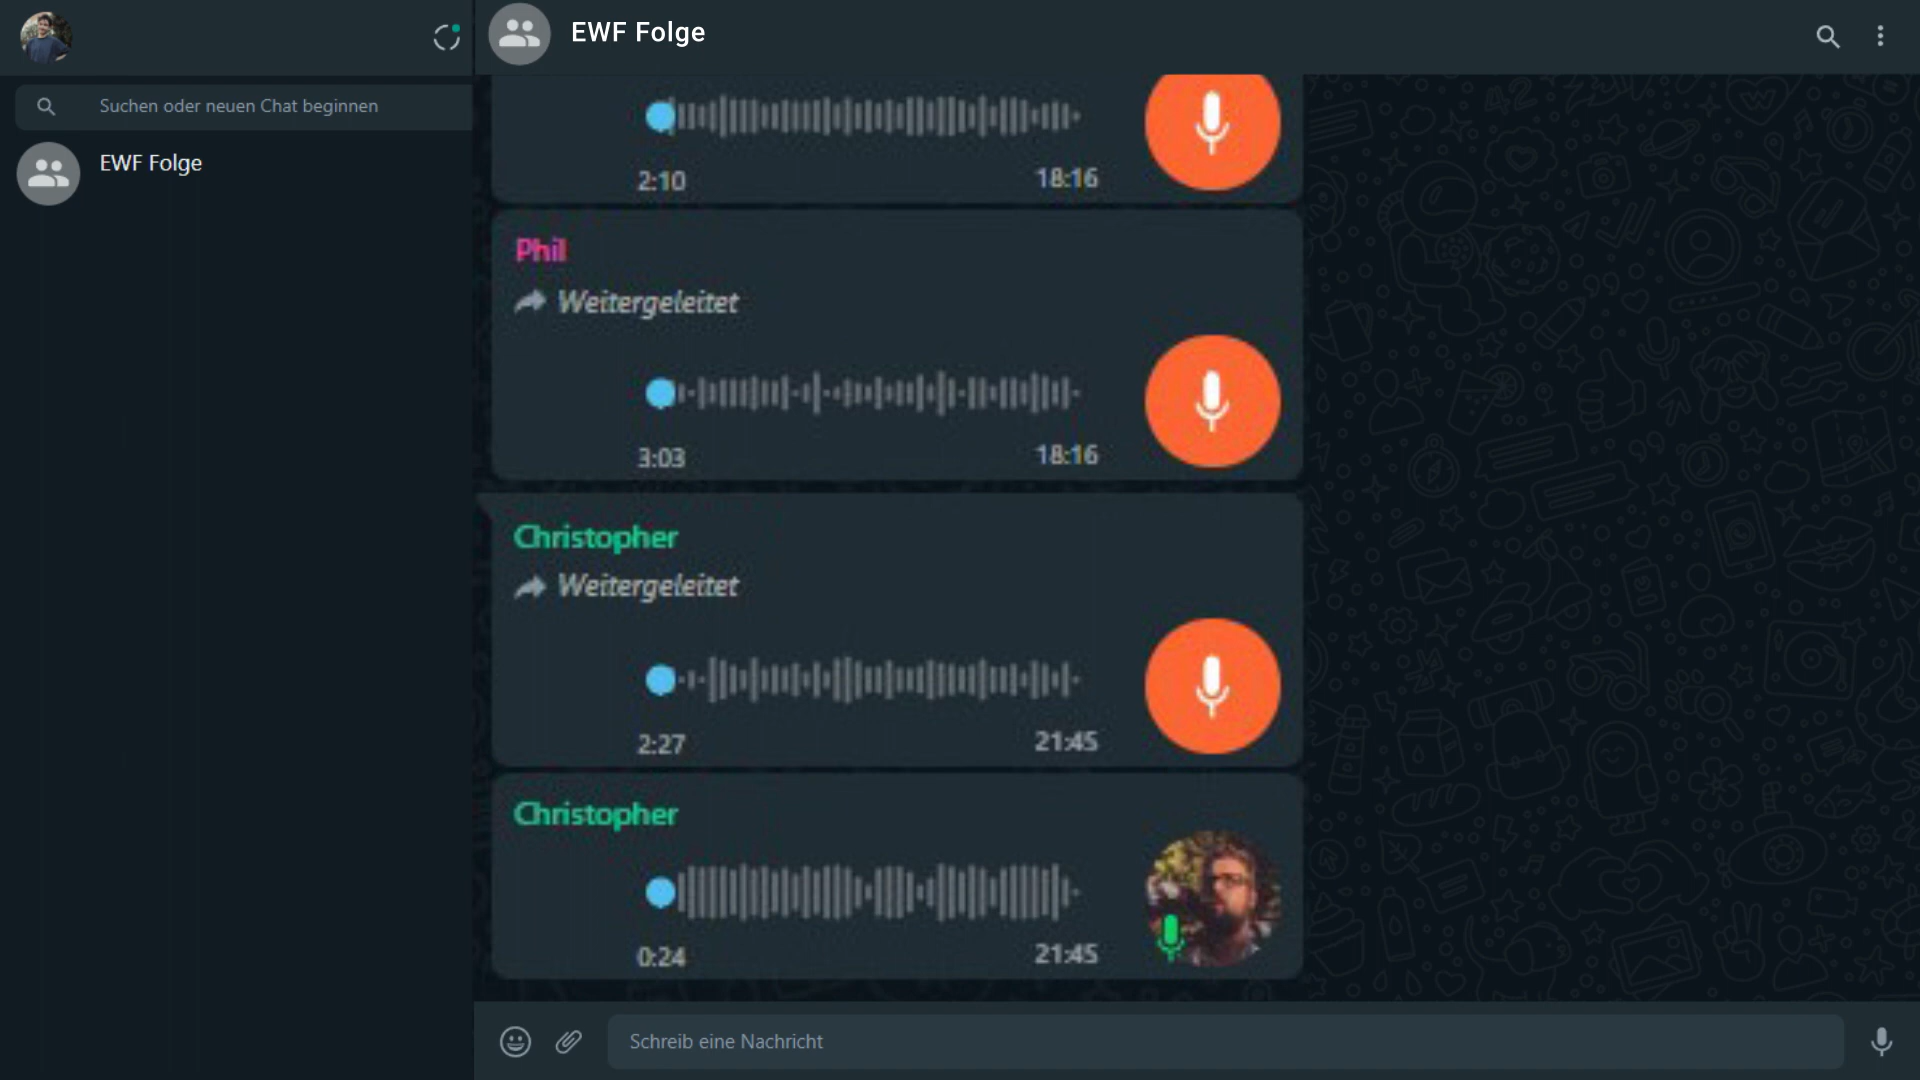 EWF Folge
Suchen oder neuen Chat beginnen
EWF Folge
2:10 18:16
Phil
Weitergeleitet
3:03 18:16
Christopher
Weitergeleitet
2:27 21:45
Christopher
0:24 21:45
Schreib eine Nachricht